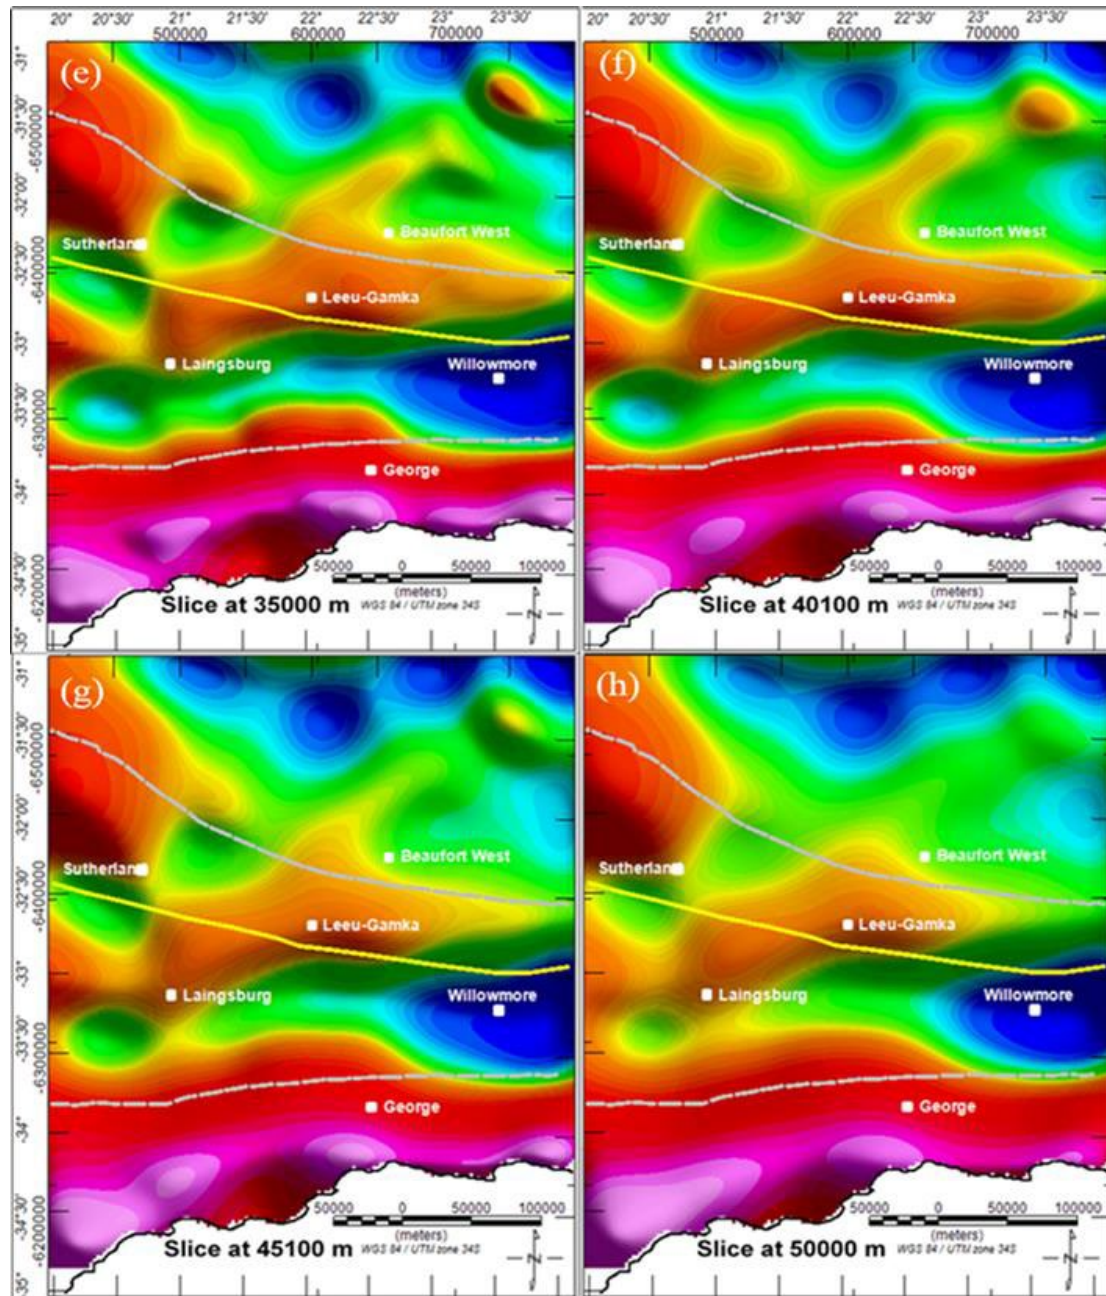 20° 20°30' 21° 21°30' 22° 22°30' 23° 23°30'
500000 600000 700000
20° 20°30' 21° 21°30' 22° 22°30' 23° 23°30'
500000 600000 700000
(e)
-31°
-31°30'
-6500000
-32°00'
-32°30'
-6400000
-33°
-33°30'
-6300000
-34°
-34°30'
-6200000
-35°
Sutherland
Beaufort West
Leeu-Gamka
Laingsburg
Willowmore
George
50000 0 50000 100000
(meters)
Slice at 35000 m WGS 84 / UTM zone 34S
N
(f)
Sutherland
Beaufort West
Leeu-Gamka
Laingsburg
Willowmore
George
50000 0 50000 100000
(meters)
Slice at 40100 m WGS 84 / UTM zone 34S
N
(g)
-31°
-31°30'
-6500000
-32°00'
-32°30'
-6400000
-33°
-33°30'
-6300000
-34°
-34°30'
-6200000
-35°
Sutherland
Beaufort West
Leeu-Gamka
Laingsburg
Willowmore
George
50000 0 50000 100000
(meters)
Slice at 45100 m WGS 84 / UTM zone 34S
N
(h)
Sutherland
Beaufort West
Leeu-Gamka
Laingsburg
Willowmore
George
50000 0 50000 100000
(meters)
Slice at 50000 m WGS 84 / UTM zone 34S
N